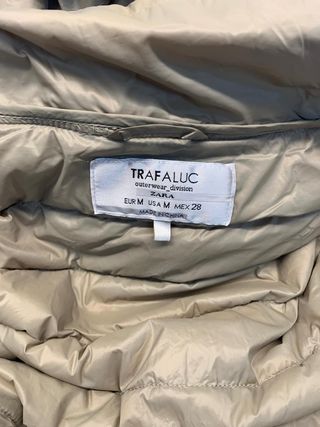 TRAFALUC
outerwear_division
ZARA
EUR M USA M MEX 28
MADE IN CHINA